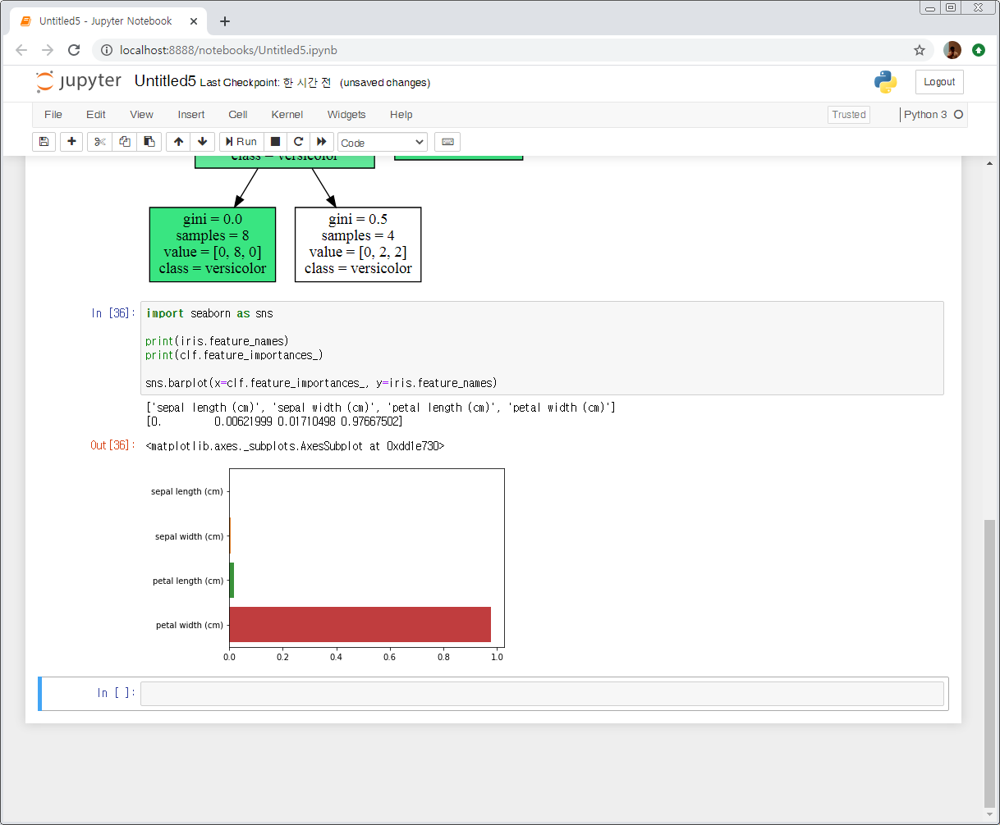 Untitled5 - Jupyter Notebook
localhost:8888/notebooks/Untitled5.ipynb
jupyter Untitled5 Last Checkpoint: 한 시간 전 (unsaved changes)
Logout
File Edit View Insert Cell Kernel Widgets Help
Trusted
Python 3
Run
Code
class = versicolor
gini = 0.0
samples = 8
value = [0, 8, 0]
class = versicolor
gini = 0.5
samples = 4
value = [0, 2, 2]
class = versicolor
In [36]:
import seaborn as sns
print(iris.feature_names)
print(clf.feature_importances_)
sns.barplot(x=clf.feature_importances_, y=iris.feature_names)
['sepal length (cm)', 'sepal width (cm)', 'petal length (cm)', 'petal width (cm)']
[0. 0.00621999 0.01710498 0.97667502]
Out[36]: <matplotlib.axes._subplots.AxesSubplot at 0xdd1e730>
sepal length (cm)
sepal width (cm)
petal length (cm)
petal width (cm)
0.0 0.2 0.4 0.6 0.8 1.0
In [ ]: